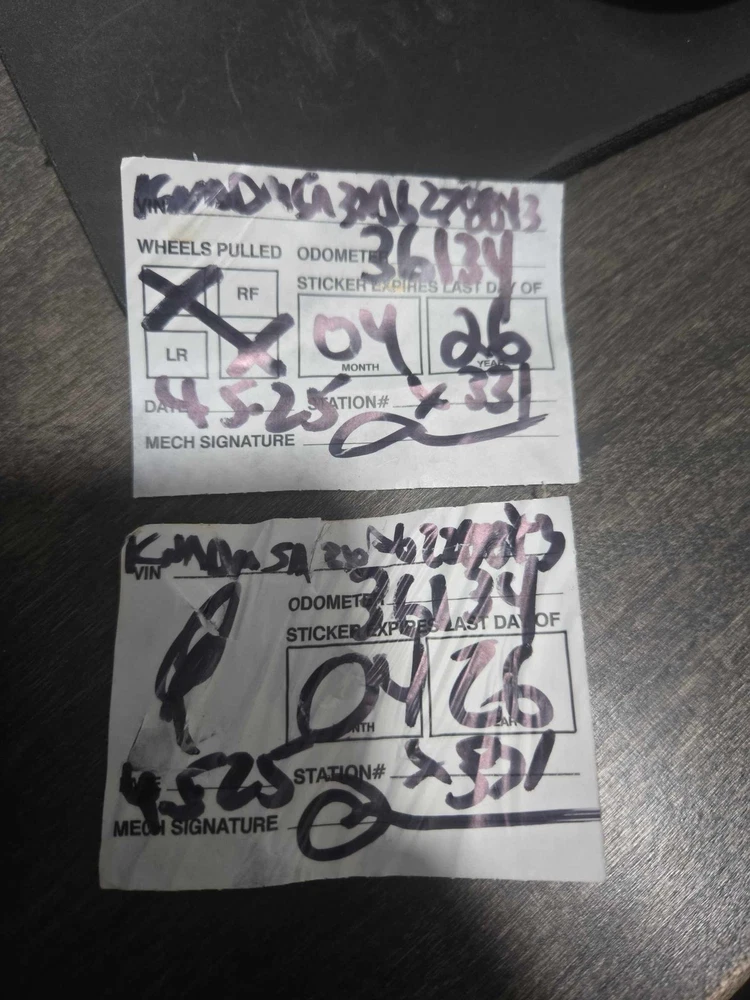 VIN
WHEELS PULLED ODOMETER 36134
STICKER EXPIRES LAST DAY OF
RF
04 26
LR
MONTH YEAR
DATE 4-5-25 STATION# X 331
MECH SIGNATURE
VIN
ODOMETER 36134
STICKER EXPIRES LAST DAY OF
04 26
MONTH YEAR
DATE 4-5-25 STATION# X 331
MECH SIGNATURE